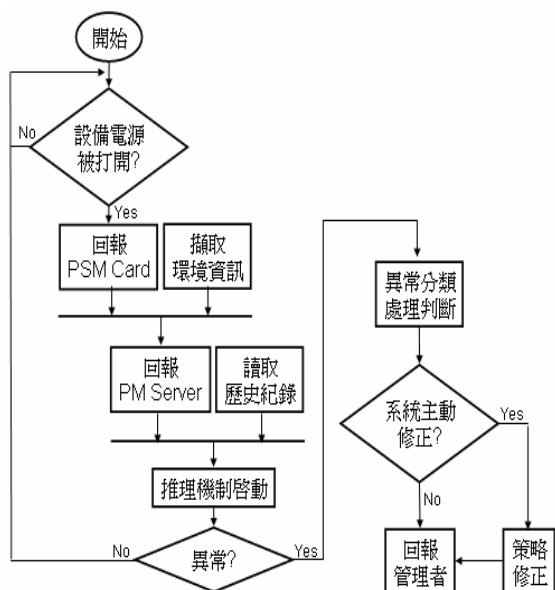 開始
No
設備電源
被打開?
Yes
回報
PSM Card
擷取
環境資訊
回報
PM Server
讀取
歷史紀錄
推理機制啓動
No
異常?
Yes
異常分類
處理判斷
系統主動
修正?
Yes
No
回報
管理者
策略
修正